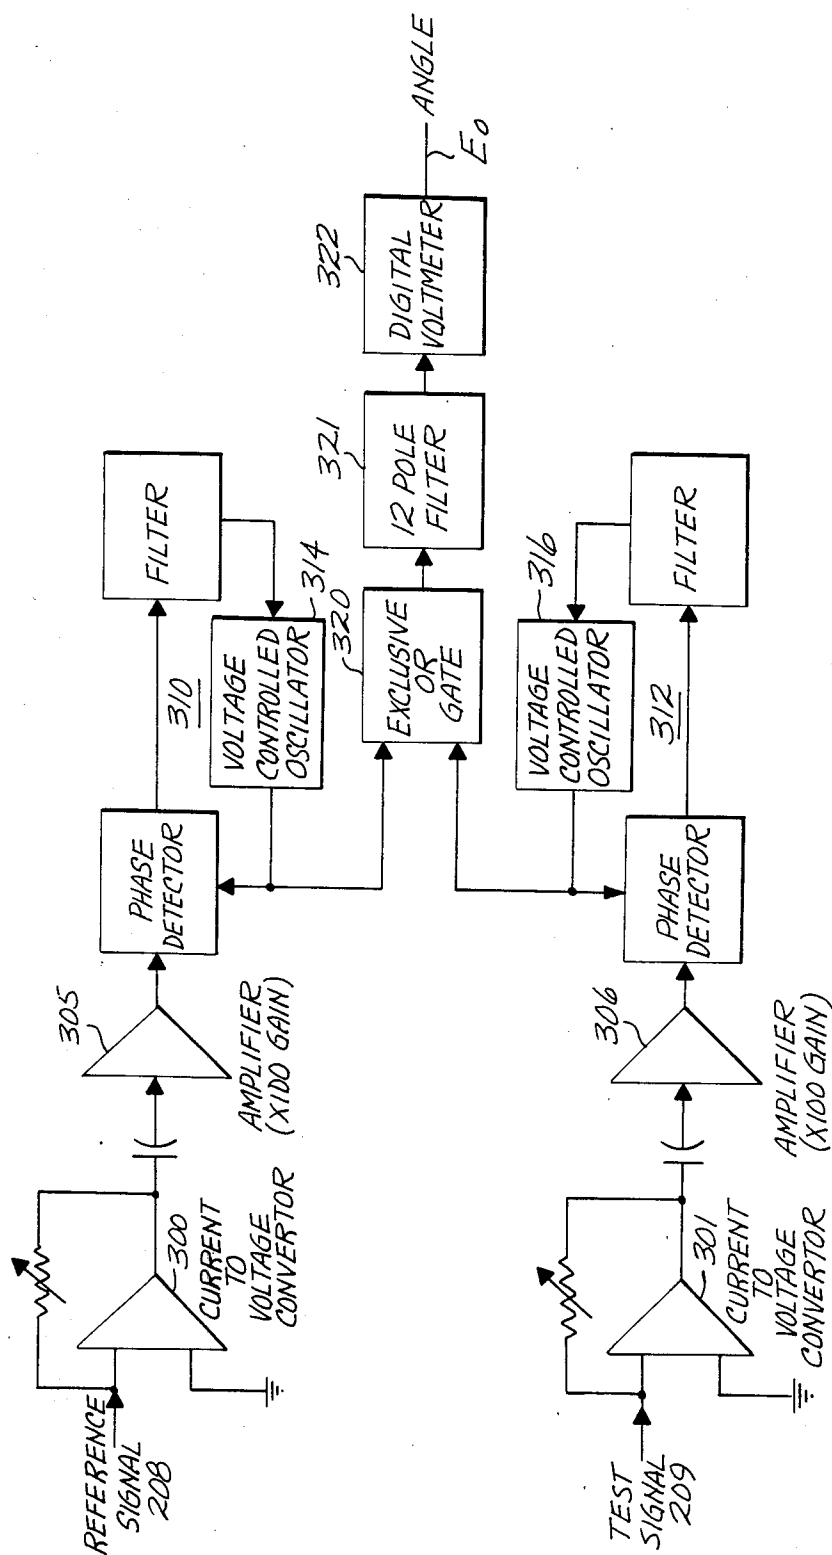 REFERENCE
SIGNAL
208
300
CURRENT
TO
VOLTAGE
CONVERTOR
305
AMPLIFIER
(X100 GAIN)
PHASE
DETECTOR
310
FILTER
VOLTAGE
CONTROLLED
OSCILLATOR
314
320
EXCLUSIVE
OR
GATE
321
12 POLE
FILTER
322
DIGITAL
VOLTMETER
ANGLE
E0
TEST
SIGNAL
209
301
CURRENT
TO
VOLTAGE
CONVERTOR
306
AMPLIFIER
(X100 GAIN)
PHASE
DETECTOR
312
FILTER
VOLTAGE
CONTROLLED
OSCILLATOR
316